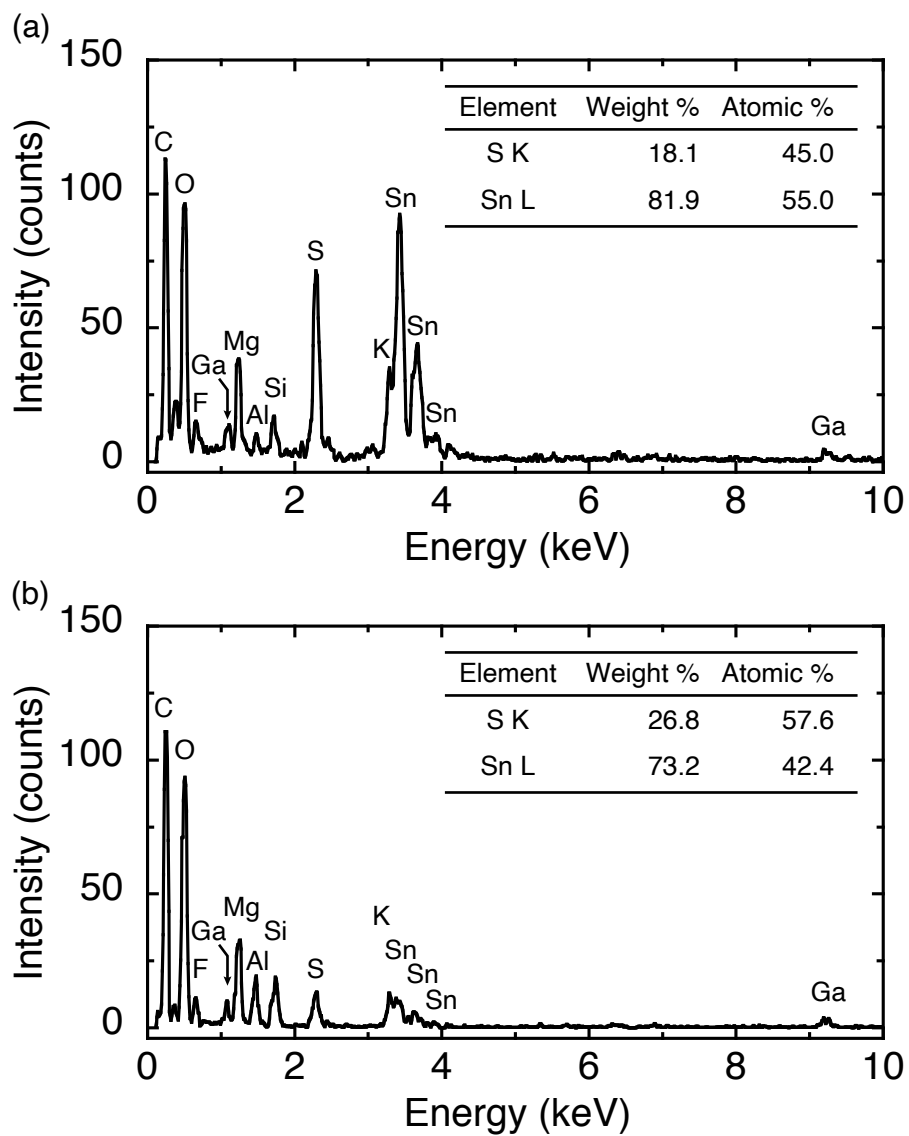 (a)
150
100
50
0
Intensity (counts)
C
O
F
Ga
Mg
Al
Si
S
K
Sn
Sn
Sn
Ga
Element Weight % Atomic %
S K 18.1 45.0
Sn L 81.9 55.0
0 2 4 6 8 10
Energy (keV)
(b)
150
100
50
0
Intensity (counts)
C
O
F
Ga
Mg
Al
Si
S
K
Sn
Sn
Sn
Ga
Element Weight % Atomic %
S K 26.8 57.6
Sn L 73.2 42.4
0 2 4 6 8 10
Energy (keV)